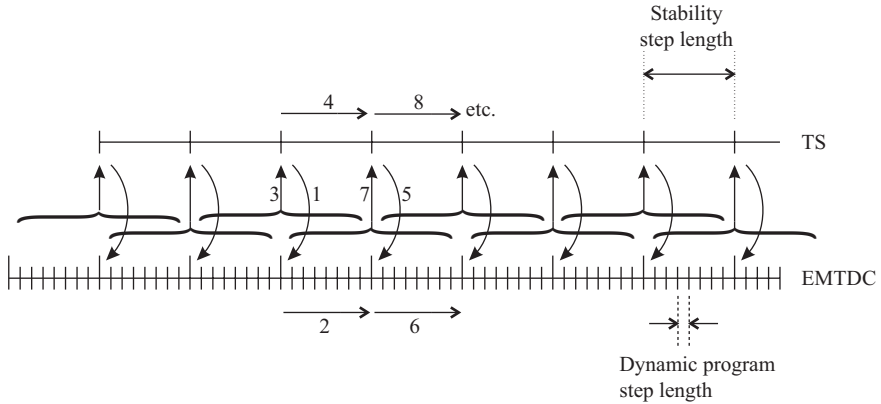 Stability
step length
4
8
etc.
TS
3
1
7
5
EMTDC
2
6
Dynamic program
step length